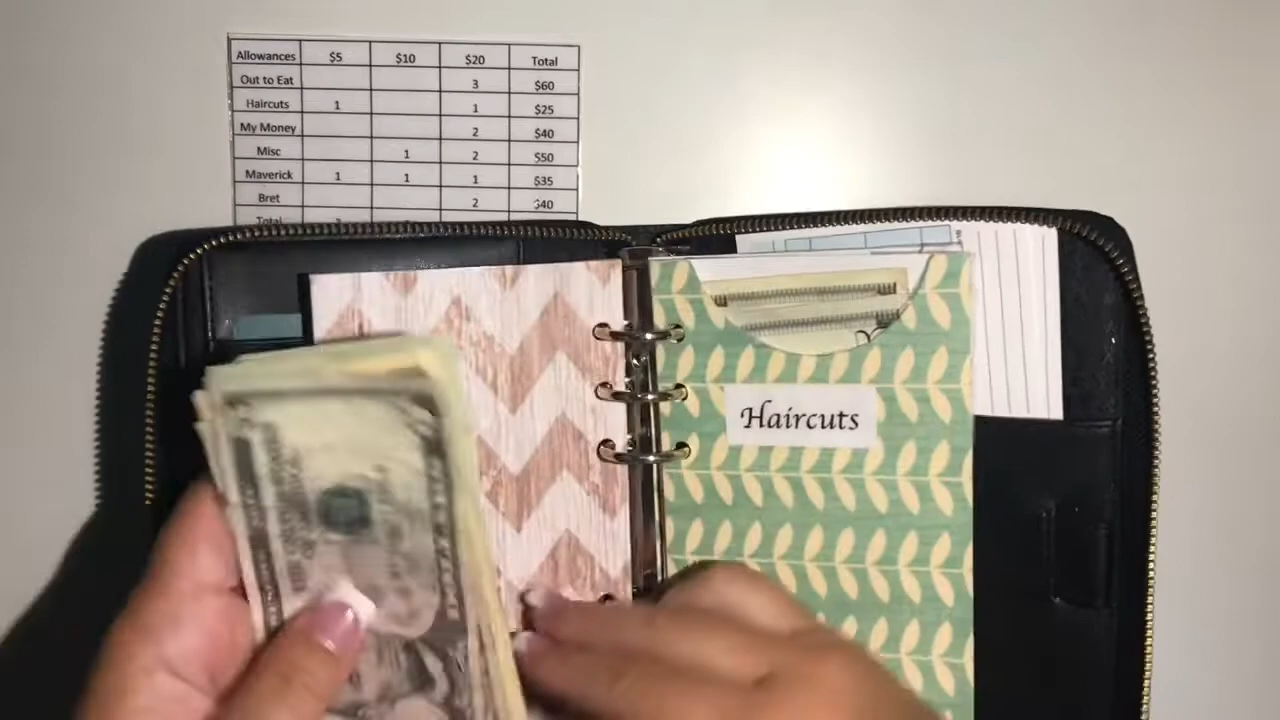 Allowances $5 $10 $20 Total
Out to Eat 3 $60
Haircuts 1 1 $25
My Money 2 $40
Misc 1 2 $50
Maverick 1 1 1 $35
Bret 2 $40
Total
Haircuts